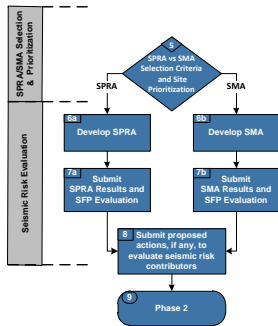 SPRA/SMA Selection
& Prioritization
5
SPRA vs SMA
Selection Criteria
and Site
Prioritization
SPRA
SMA
Seismic Risk Evaluation
6a
Develop SPRA
6b
Develop SMA
7a
Submit
SPRA Results and
SFP Evaluation
7b
Submit
SMA Results and
SFP Evaluation
8
Submit proposed
actions, if any, to
evaluate seismic risk
contributors
9
Phase 2